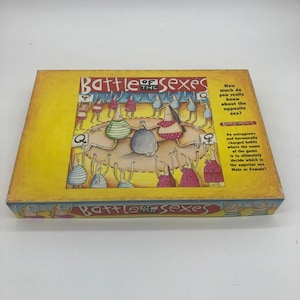 Battle OF THE Sexes
How
much do
you really
know
about the
opposite
sex?
An outrageous
and hormonally
charged battle
where the name
of the game
is to ultimately
decide which is
the superior sex
Male or Female!
Q
Q
Battle OF THE Sexes